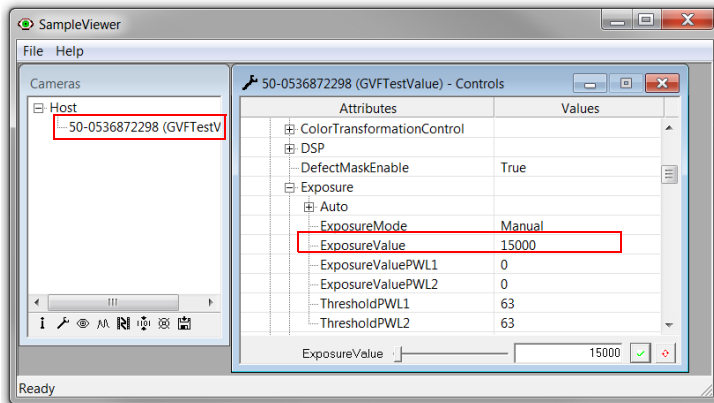 SampleViewer
File Help
Cameras
Host
50-0536872298 (GVFTestV
50-0536872298 (GVFTestValue) - Controls
Attributes Values
ColorTransformationControl
DSP
DefectMaskEnable True
Exposure
Auto
ExposureMode Manual
ExposureValue 15000
ExposureValuePWL1 0
ExposureValuePWL2 0
ThresholdPWL1 63
ThresholdPWL2 63
ExposureValue 15000
Ready